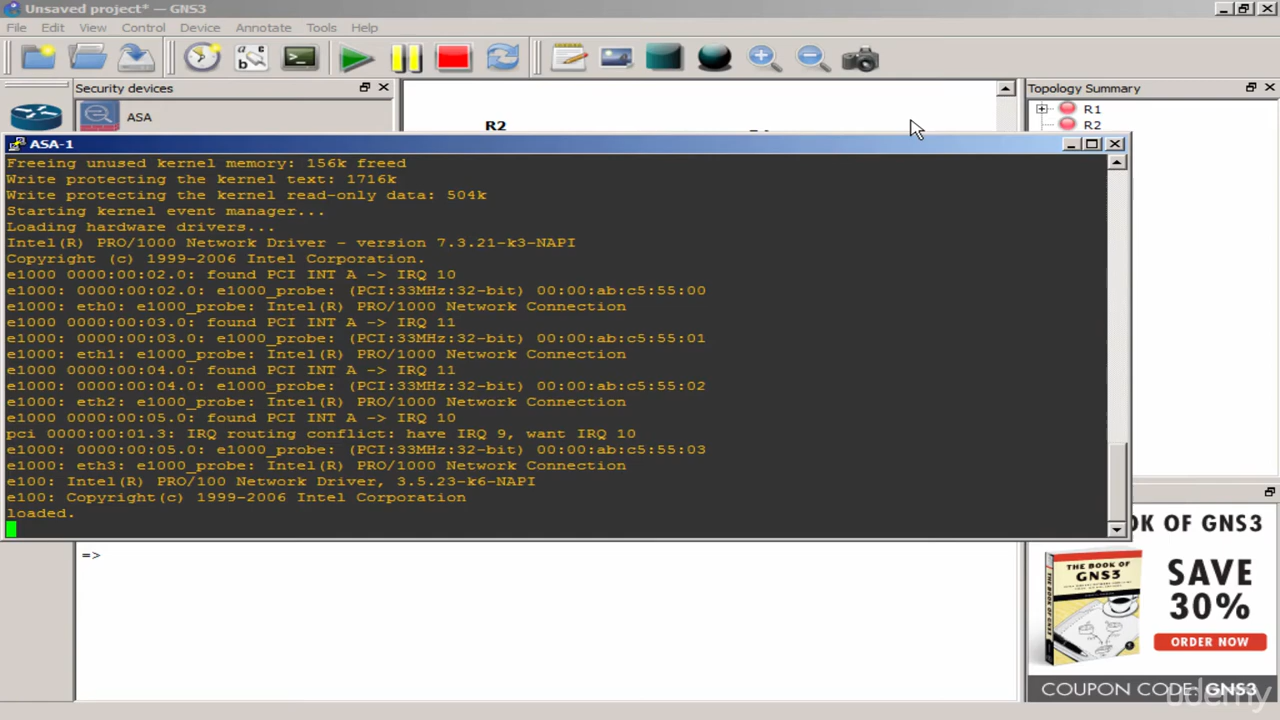 Unsaved project* — GNS3
File Edit View Control Device Annotate Tools Help
Security devices
Topology Summary
ASA
R2
R1
R2
ASA-1
Freeing unused kernel memory: 156k freed
Write protecting the kernel text: 1716k
Write protecting the kernel read-only data: 504k
Starting kernel event manager...
Loading hardware drivers...
Intel(R) PRO/1000 Network Driver - version 7.3.21-k3-NAPI
Copyright (c) 1999-2006 Intel Corporation.
e1000 0000:00:02.0: found PCI INT A -> IRQ 10
e1000: 0000:00:02.0: e1000_probe: (PCI:33MHz:32-bit) 00:00:ab:c5:55:00
e1000: eth0: e1000_probe: Intel(R) PRO/1000 Network Connection
e1000 0000:00:03.0: found PCI INT A -> IRQ 11
e1000: 0000:00:03.0: e1000_probe: (PCI:33MHz:32-bit) 00:00:ab:c5:55:01
e1000: eth1: e1000_probe: Intel(R) PRO/1000 Network Connection
e1000 0000:00:04.0: found PCI INT A -> IRQ 11
e1000: 0000:00:04.0: e1000_probe: (PCI:33MHz:32-bit) 00:00:ab:c5:55:02
e1000: eth2: e1000_probe: Intel(R) PRO/1000 Network Connection
e1000 0000:00:05.0: found PCI INT A -> IRQ 10
pci 0000:00:01.3: IRQ routing conflict: have IRQ 9, want IRQ 10
e1000: 0000:00:05.0: e1000_probe: (PCI:33MHz:32-bit) 00:00:ab:c5:55:03
e1000: eth3: e1000_probe: Intel(R) PRO/1000 Network Connection
e100: Intel(R) PRO/100 Network Driver, 3.5.23-k6-NAPI
e100: Copyright(c) 1999-2006 Intel Corporation
loaded.
=>
OK OF GNS3
THE BOOK OF
GNS3
SAVE
30%
ORDER NOW
COUPON CODE: GNS3
udemy